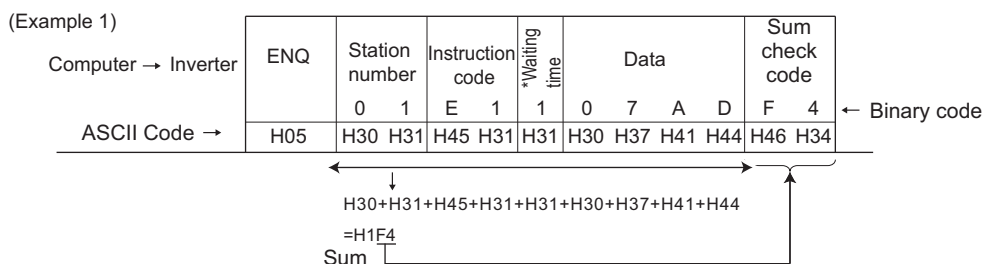 (Example 1)
Computer → Inverter
ENQ
Station
number
Instruction
code
*Waiting
time
Data
Sum
check
code
0 1 E 1 1 0 7 A D F 4
← Binary code
ASCII Code →
H05 H30 H31 H45 H31 H31 H30 H37 H41 H44 H46 H34
H30+H31+H45+H31+H31+H30+H37+H41+H44
=H1F4
Sum